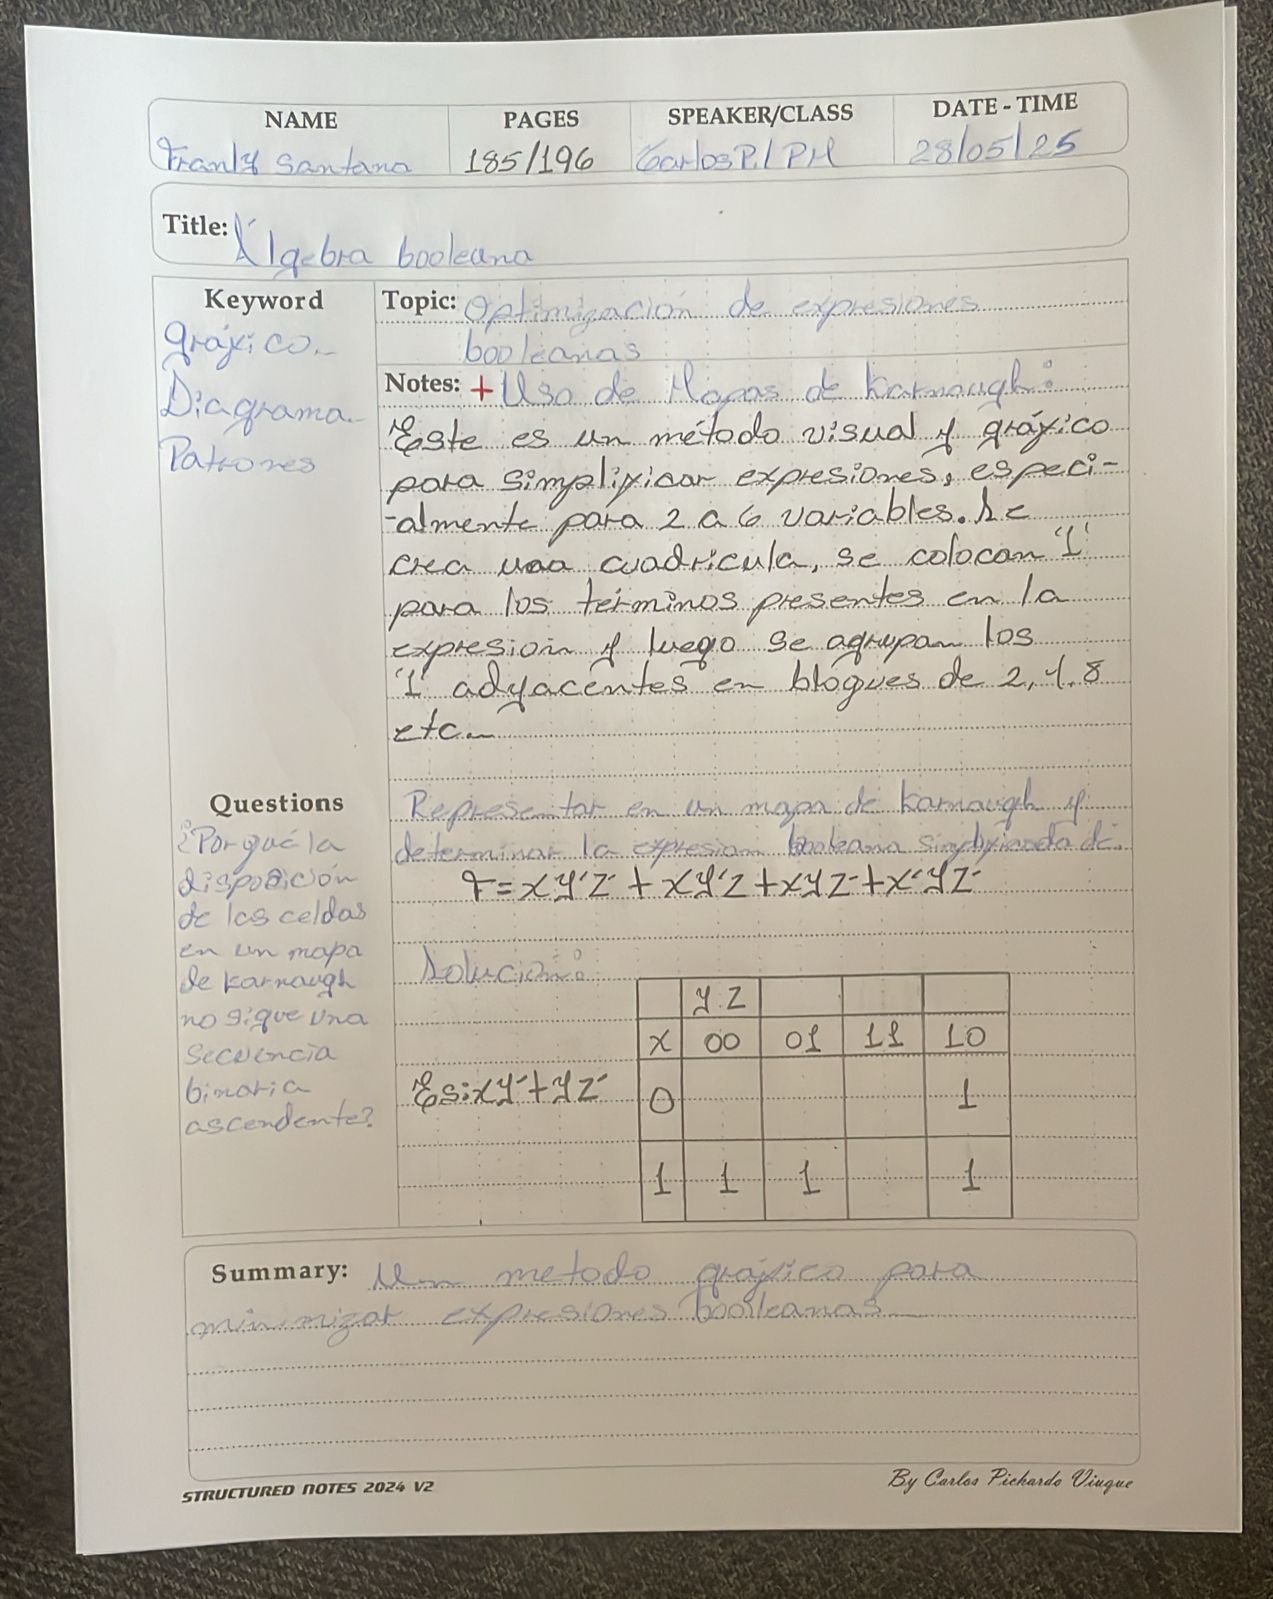 NAME PAGES SPEAKER/CLASS DATE - TIME
Franly Santana 185/196 Carlos P./ PH 28/05/25
Title: Álgebra booleana
Keyword
Gráfico
Diagrama
Patrones
Topic: Optimización de expresiones
booleanas
Notes: + Uso de Mapas de Karnaugh:
Este es un método visual y gráfico
para simplificar expresiones, especi-
-almente para 2 a 6 variables. Se
crea una cuadricula, se colocan '1'
para los términos presentes en la
expresión y luego se agrupan los
'1' adyacentes en bloques de 2, 4, 8
etc.
Questions
¿Por qué la
disposición
de las celdas
en un mapa
de karnaugh
no sigue una
secuencia
binaria
ascendente?
Representar en un mapa de Karnaugh y
determinar la expresion booleana simplificada de:
F = xy'z' + xy'z + xyz' + x'yz'
Solución:
yz
x 00 01 11 10
Es: xy' + yz'
0 1
1 1 1 1
Summary: Un metodo gráfico para
minimizar expresiones booleanas
STRUCTURED NOTES 2024 V2
By Carlos Pichardo Viuque